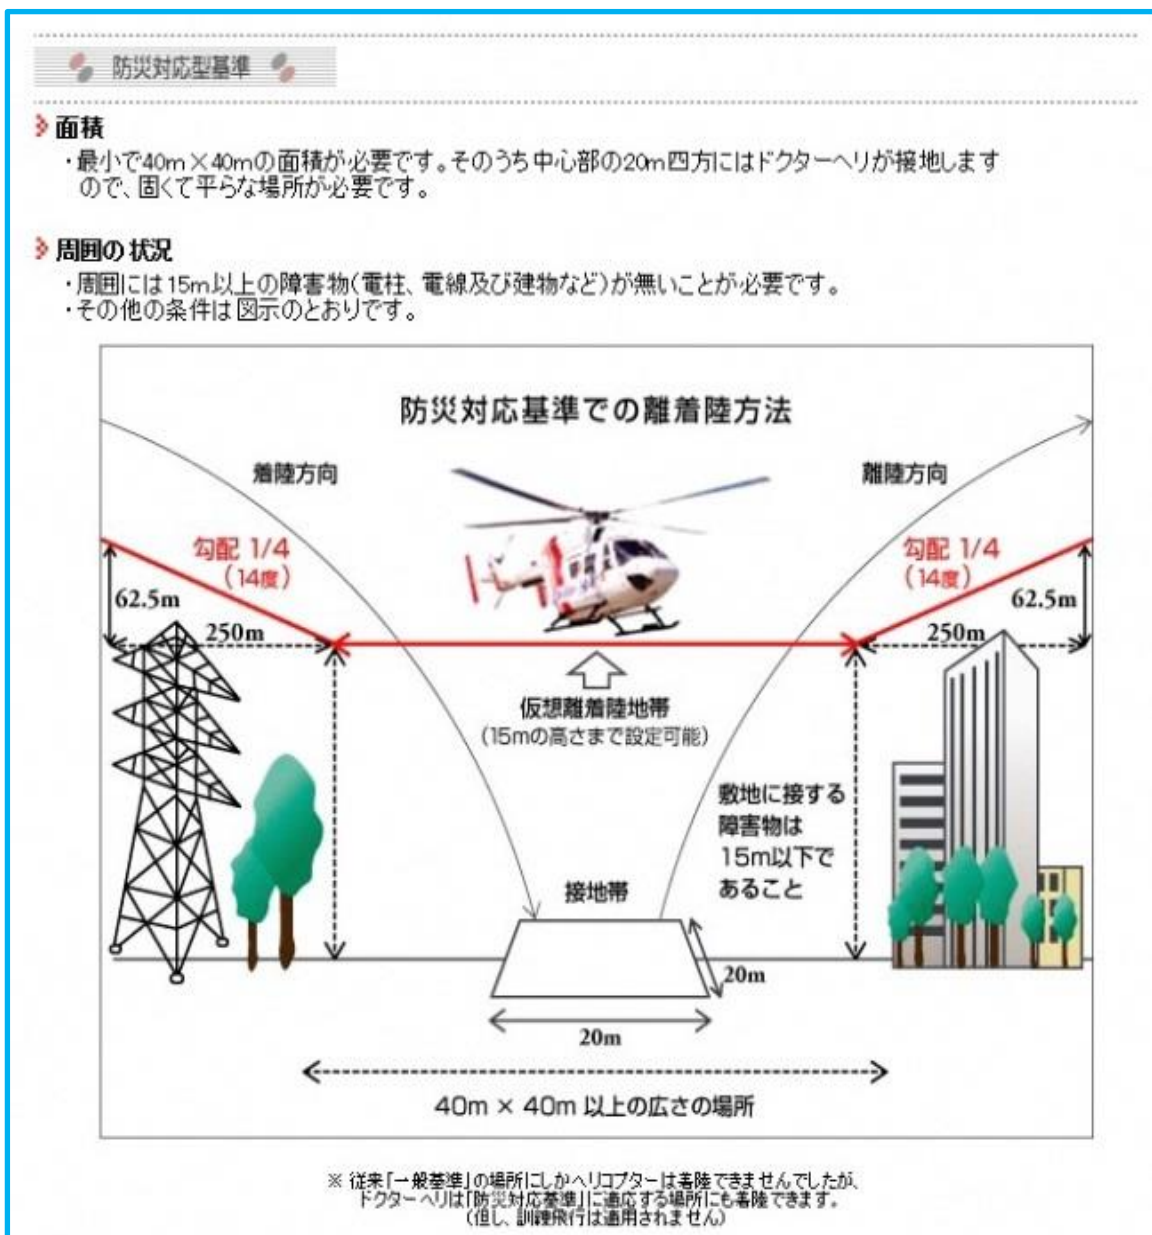 防災対応型基準
面積
・最小で40m×40mの面積が必要です。そのうち中心部の20m四方にはドクターヘリが接地します
ので、固くて平らな場所が必要です。
周囲の状況
・周囲には15m以上の障害物(電柱、電線及び建物など)が無いことが必要です。
・その他の条件は図示のとおりです。
防災対応基準での離着陸方法
着陸方向
離陸方向
勾配 1/4
(14度)
勾配 1/4
(14度)
62.5m
250m
250m
62.5m
仮想離着陸地帯
(15mの高さまで設定可能)
敷地に接する
障害物は
15m以下で
あること
接地帯
20m
20m
40m × 40m 以上の広さの場所
※ 従来「一般基準」の場所にしかヘリコプターは着陸できませんでしたが、
ドクターヘリは「防災対応基準」に適応する場所にも着陸できます。
(但し、訓練飛行は適用されません)